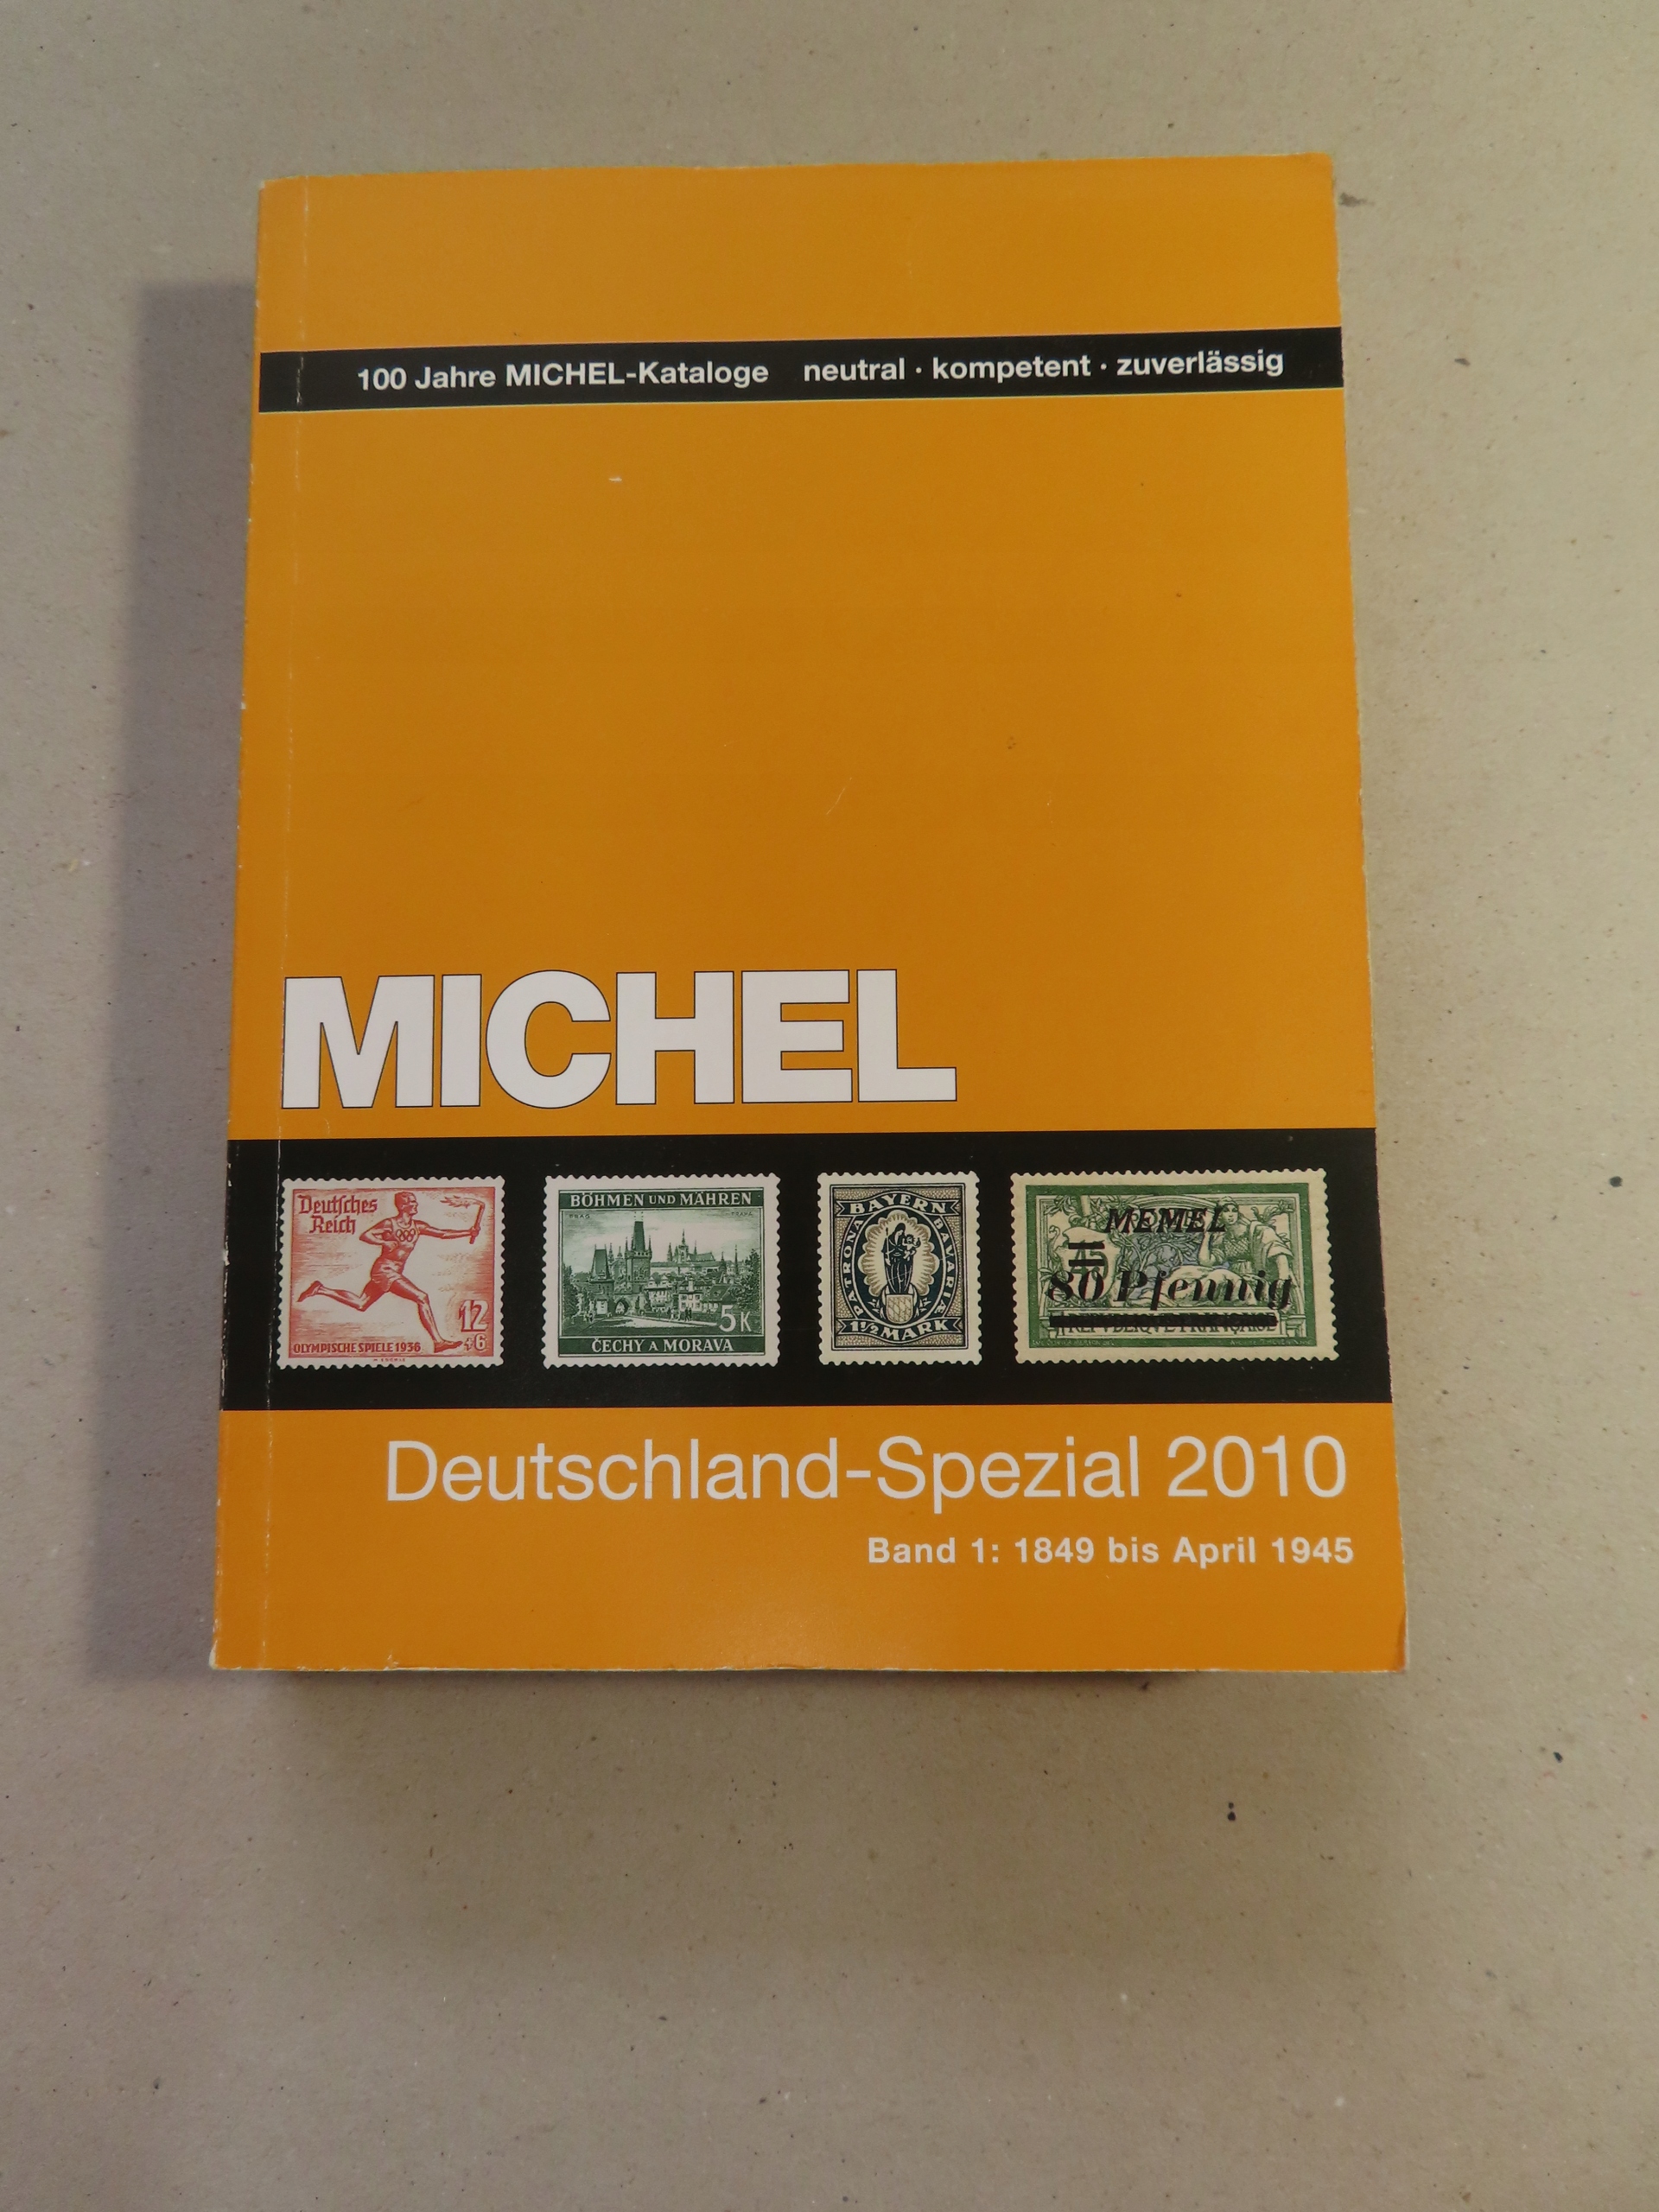 100 Jahre MICHEL-Kataloge neutral · kompetent · zuverlässig
MICHEL
Deutsches
Reich
12
+6
OLYMPISCHE SPIELE 1936
BÖHMEN UND MÄHREN
5K
ČECHY A MORAVA
BAYERN
PATRONA BAVARIAE
1½ MARK
MEMEL
80 Pfennig
Deutschland-Spezial 2010
Band 1: 1849 bis April 1945